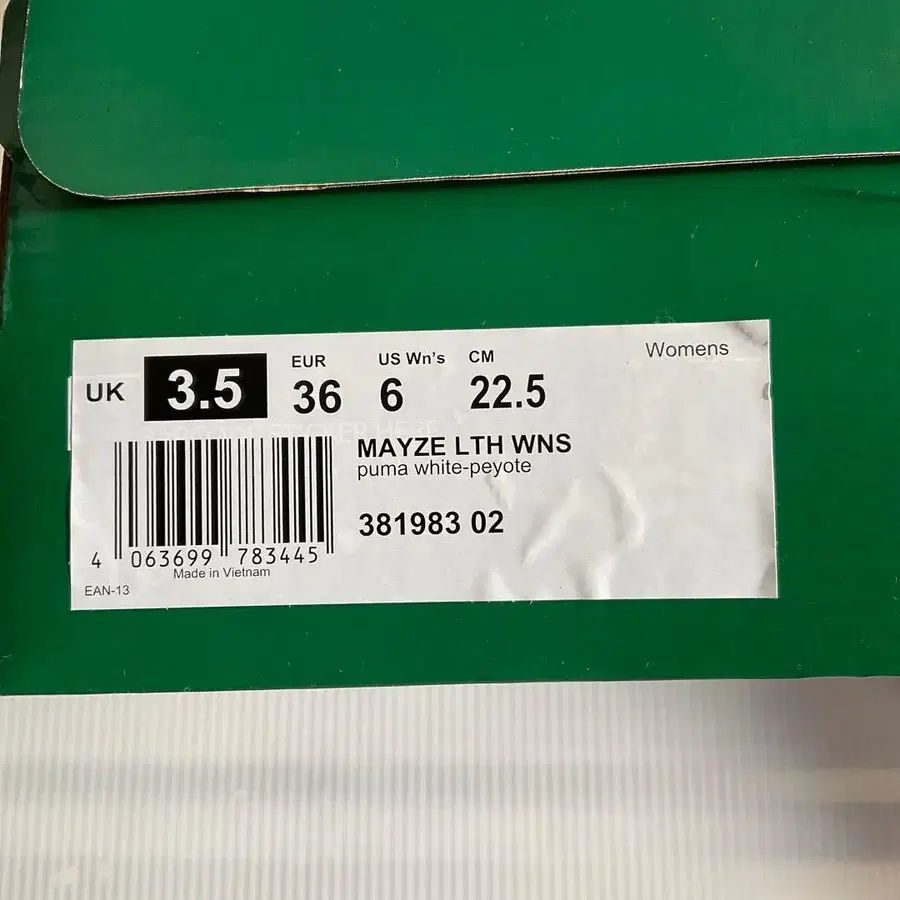 Womens
UK 3.5
EUR 36
US Wn's 6
CM 22.5
MAYZE LTH WNS
puma white-peyote
381983 02
4 063699 783445
Made in Vietnam
EAN-13